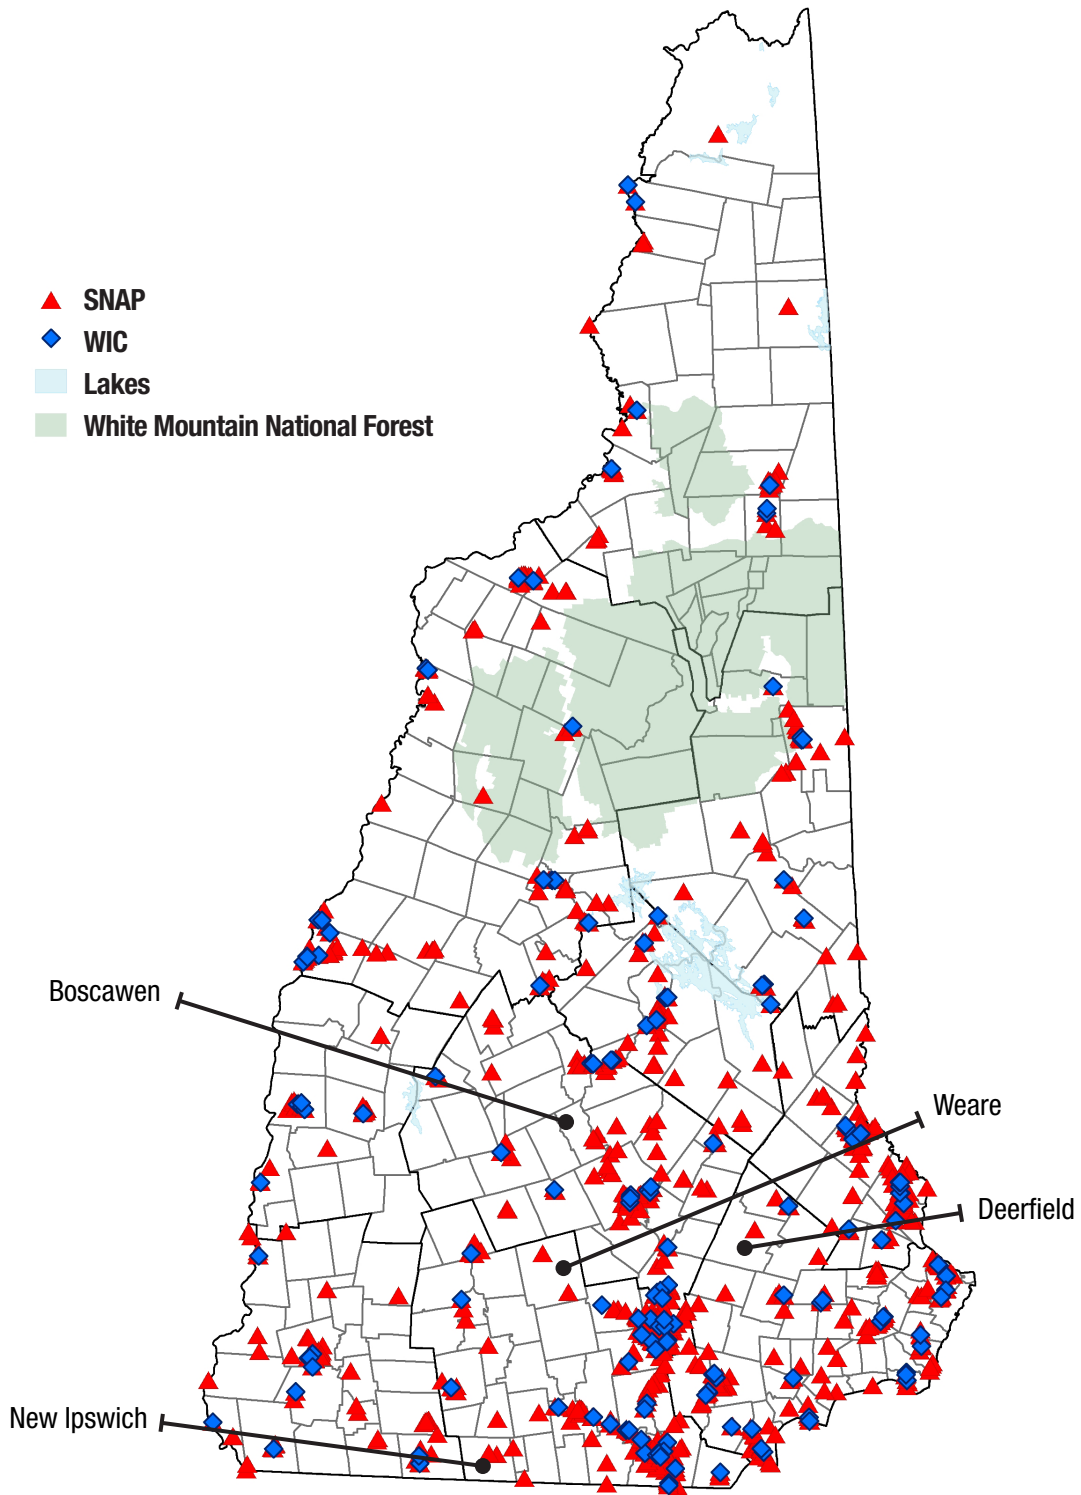 SNAP
WIC
Lakes
White Mountain National Forest
Boscawen
Weare
Deerfield
New Ipswich